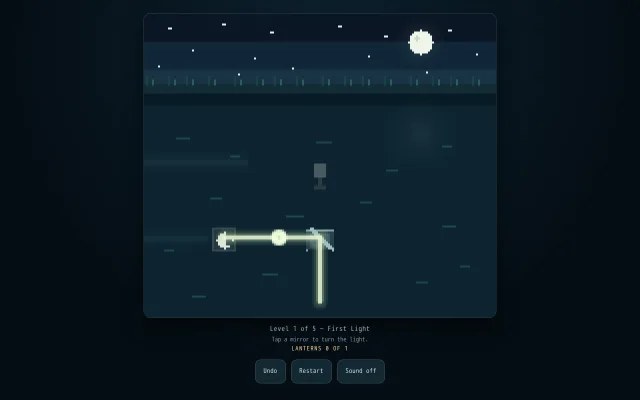 Level 1 of 5 — First Light
Tap a mirror to turn the light.
LANTERNS 0 OF 1
Undo
Restart
Sound off